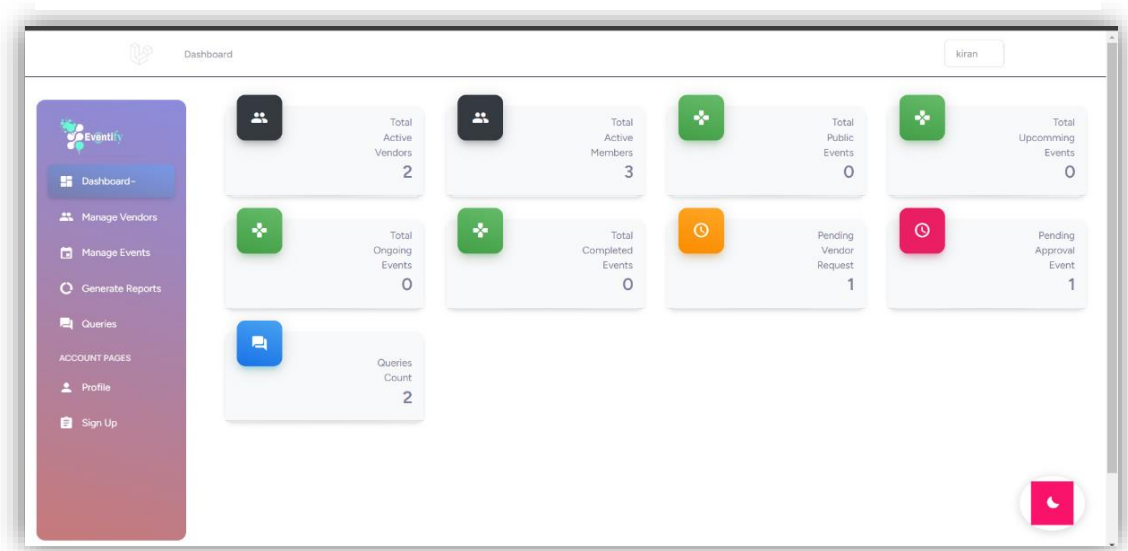 Dashboard
kiran
Eventify
Dashboard-
Manage Vendors
Manage Events
Generate Reports
Queries
ACCOUNT PAGES
Profile
Sign Up
Total
Active
Vendors
2
Total
Active
Members
3
Total
Public
Events
0
Total
Upcomming
Events
0
Total
Ongoing
Events
0
Total
Completed
Events
0
Pending
Vendor
Request
1
Pending
Approval
Event
1
Queries
Count
2